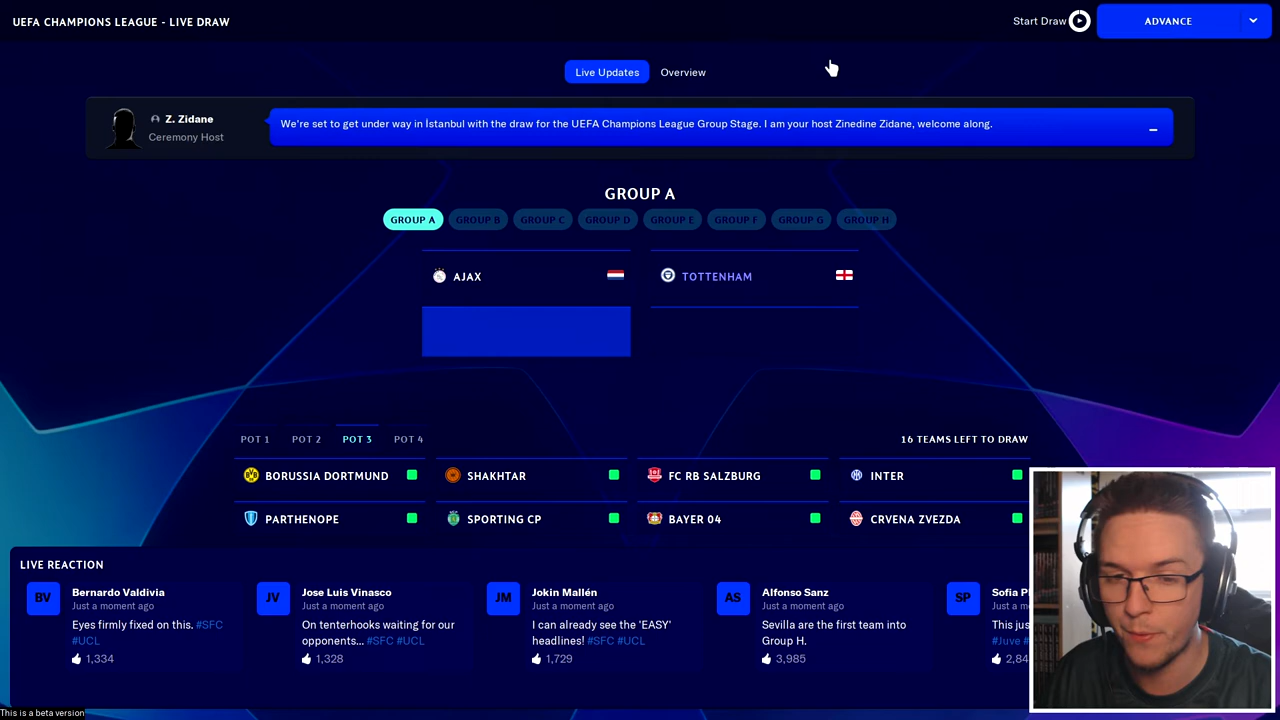 UEFA CHAMPIONS LEAGUE - LIVE DRAW
Start Draw
ADVANCE
Live Updates
Overview
Z. Zidane
Ceremony Host
We're set to get under way in İstanbul with the draw for the UEFA Champions League Group Stage. I am your host Zinedine Zidane, welcome along.
GROUP A
GROUP A GROUP B GROUP C GROUP D GROUP E GROUP F GROUP G GROUP H
AJAX
TOTTENHAM
POT 1 POT 2 POT 3 POT 4
16 TEAMS LEFT TO DRAW
BORUSSIA DORTMUND
SHAKHTAR
FC RB SALZBURG
INTER
PARTHENOPE
SPORTING CP
BAYER 04
CRVENA ZVEZDA
LIVE REACTION
BV
Bernardo Valdivia
Just a moment ago
Eyes firmly fixed on this. #SFC
#UCL
1,334
JV
Jose Luis Vinasco
Just a moment ago
On tenterhooks waiting for our
opponents... #SFC #UCL
1,328
JM
Jokin Mallén
Just a moment ago
I can already see the 'EASY'
headlines! #SFC #UCL
1,729
AS
Alfonso Sanz
Just a moment ago
Sevilla are the first team into
Group H.
3,985
SP
Sofia P
Just a m
This jus
#Juve #
2,84
This is a beta version